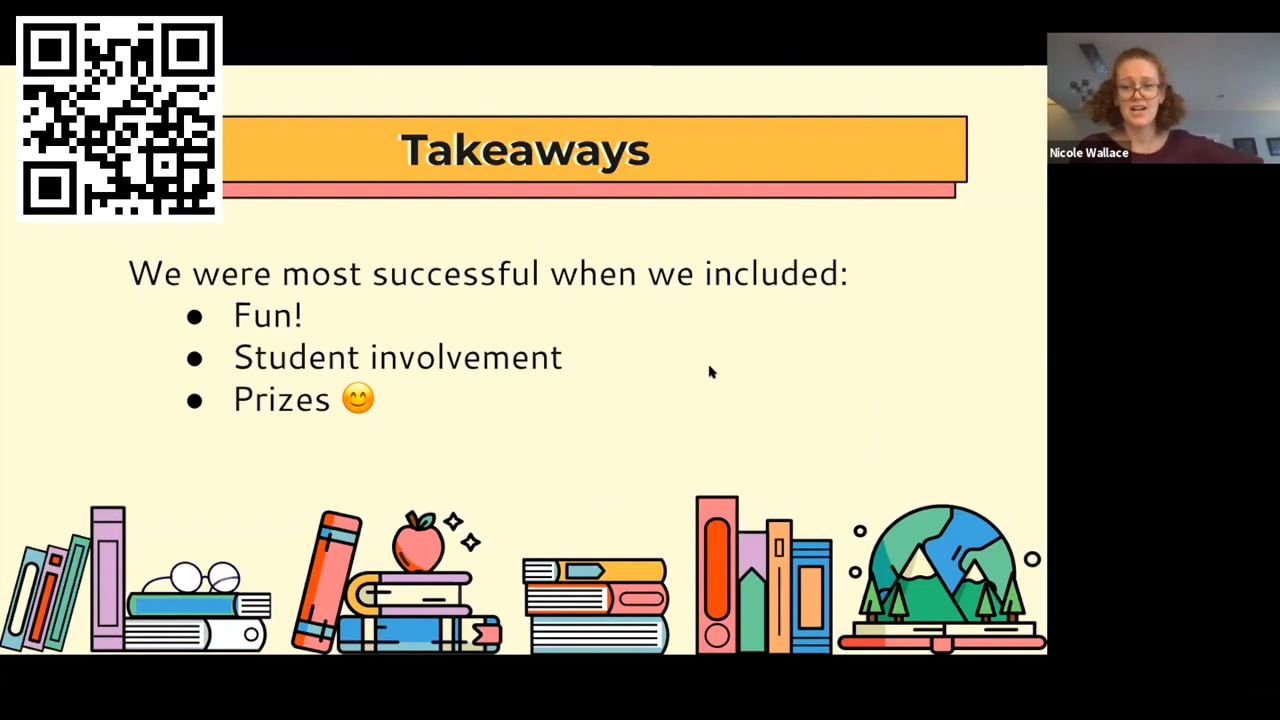 Takeaways
Nicole Wallace
We were most successful when we included:
● Fun!
● Student involvement
● Prizes 😊